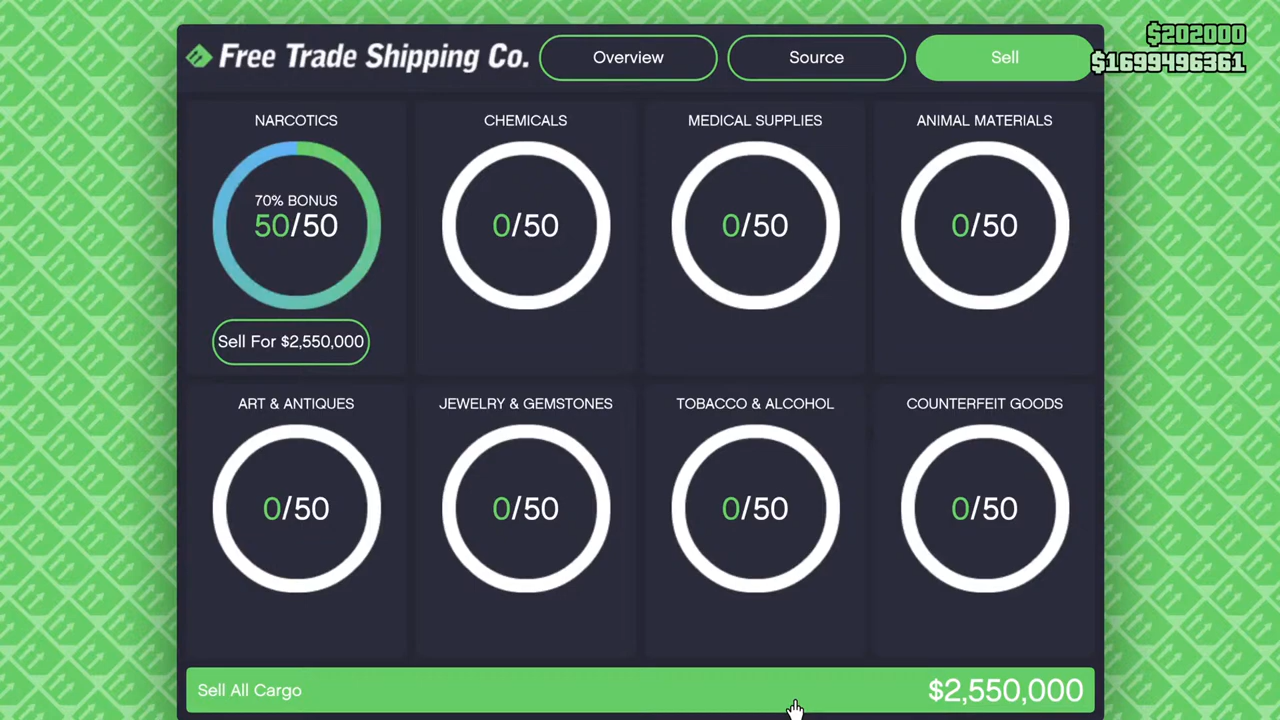 Free Trade Shipping Co.
Overview
Source
Sell
$202000
$1699496361
NARCOTICS
CHEMICALS
MEDICAL SUPPLIES
ANIMAL MATERIALS
70% BONUS
50/50
0/50
0/50
0/50
Sell For $2,550,000
ART & ANTIQUES
JEWELRY & GEMSTONES
TOBACCO & ALCOHOL
COUNTERFEIT GOODS
0/50
0/50
0/50
0/50
Sell All Cargo
$2,550,000